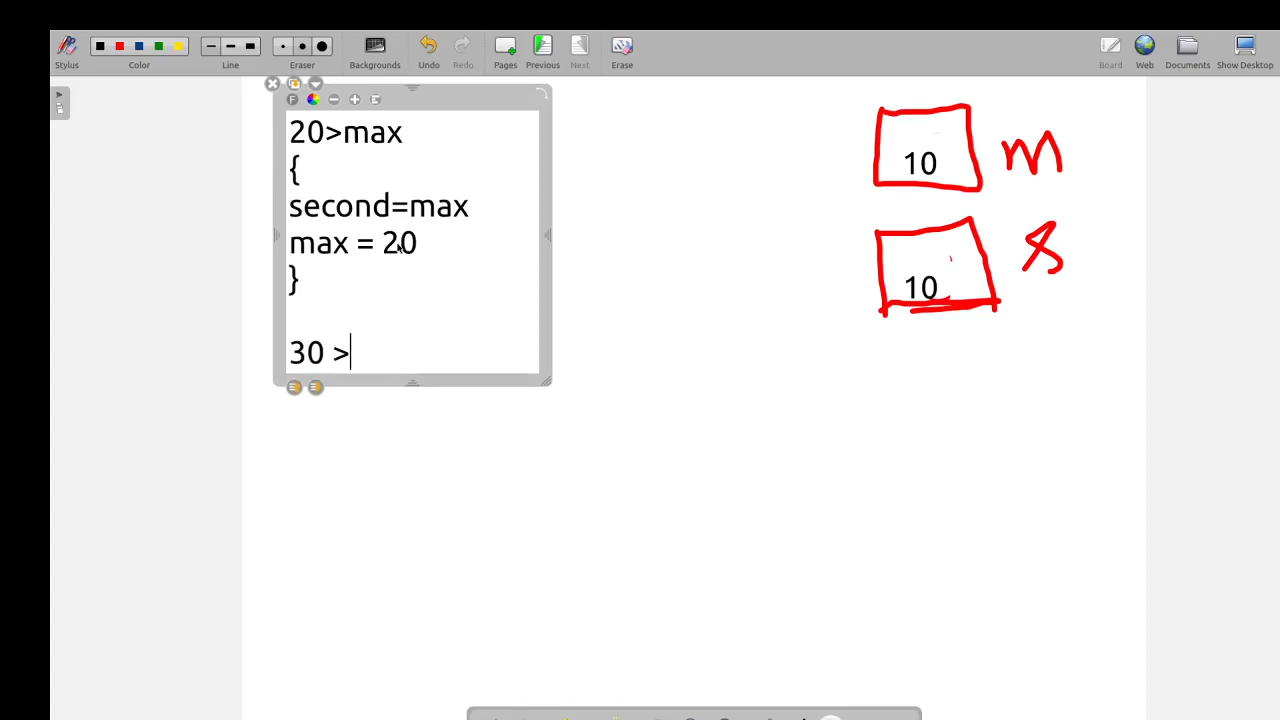 Stylus
Color
Line
Eraser
Backgrounds
Undo
Redo
Pages
Previous
Next
Erase
Board
Web
Documents
Show Desktop
F
20>max
{
second=max
max = 20
}
30 >
10
m
10
s